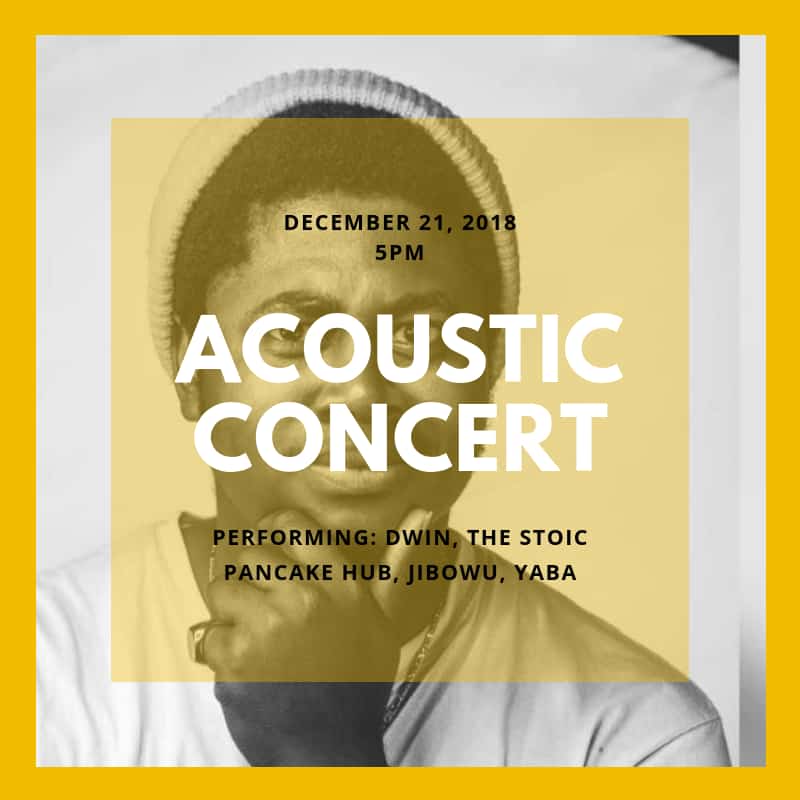 DECEMBER 21, 2018
5PM
ACOUSTIC
CONCERT
PERFORMING: DWIN, THE STOIC
PANCAKE HUB, JIBOWU, YABA